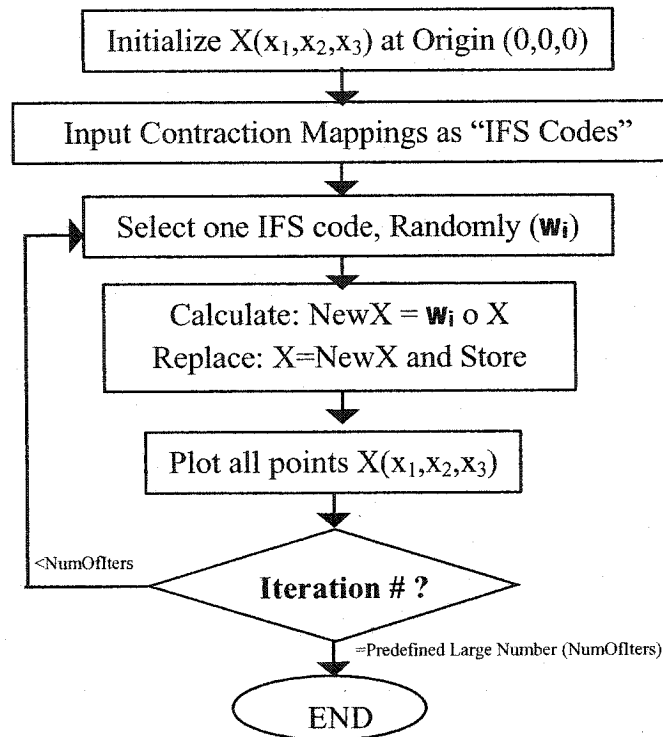 Initialize X(x₁,x₂,x₃) at Origin (0,0,0)
Input Contraction Mappings as “IFS Codes”
Select one IFS code, Randomly (wᵢ)
Calculate: NewX = wᵢ o X
Replace: X=NewX and Store
Plot all points X(x₁,x₂,x₃)
Iteration # ?
<NumOfIters
=Predefined Large Number (NumOfIters)
END